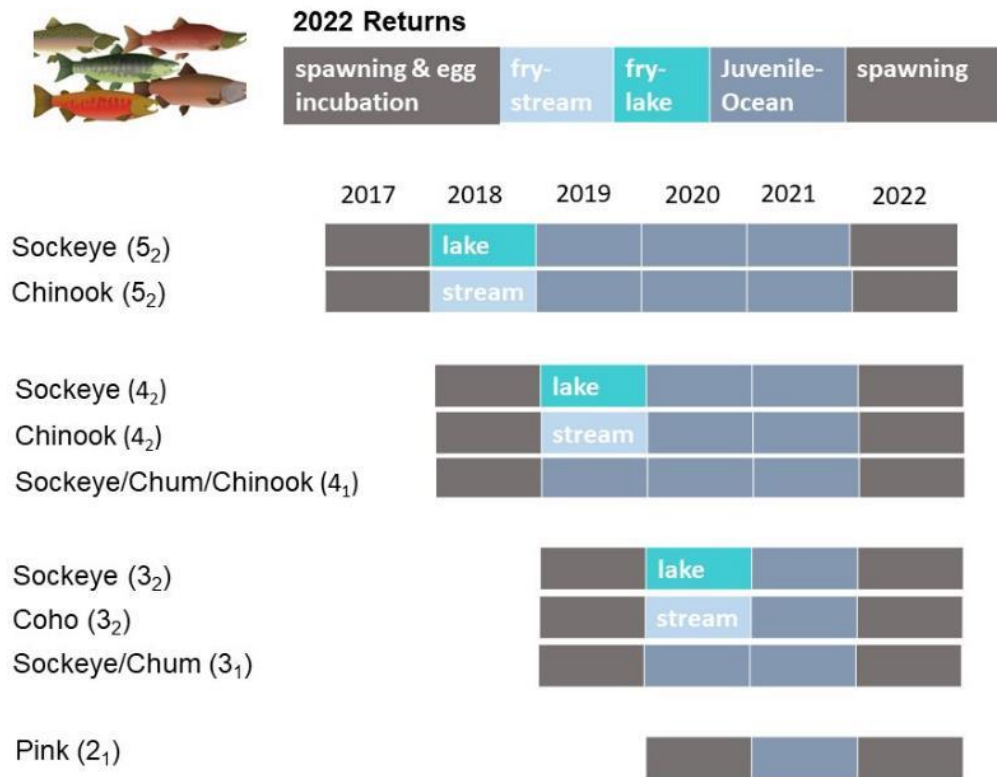 2022 Returns
spawning & egg incubation
fry-stream
fry-lake
Juvenile-Ocean
spawning
2017 2018 2019 2020 2021 2022
Sockeye (5₂) lake
Chinook (5₂) stream
Sockeye (4₂) lake
Chinook (4₂) stream
Sockeye/Chum/Chinook (4₁)
Sockeye (3₂) lake
Coho (3₂) stream
Sockeye/Chum (3₁)
Pink (2₁)